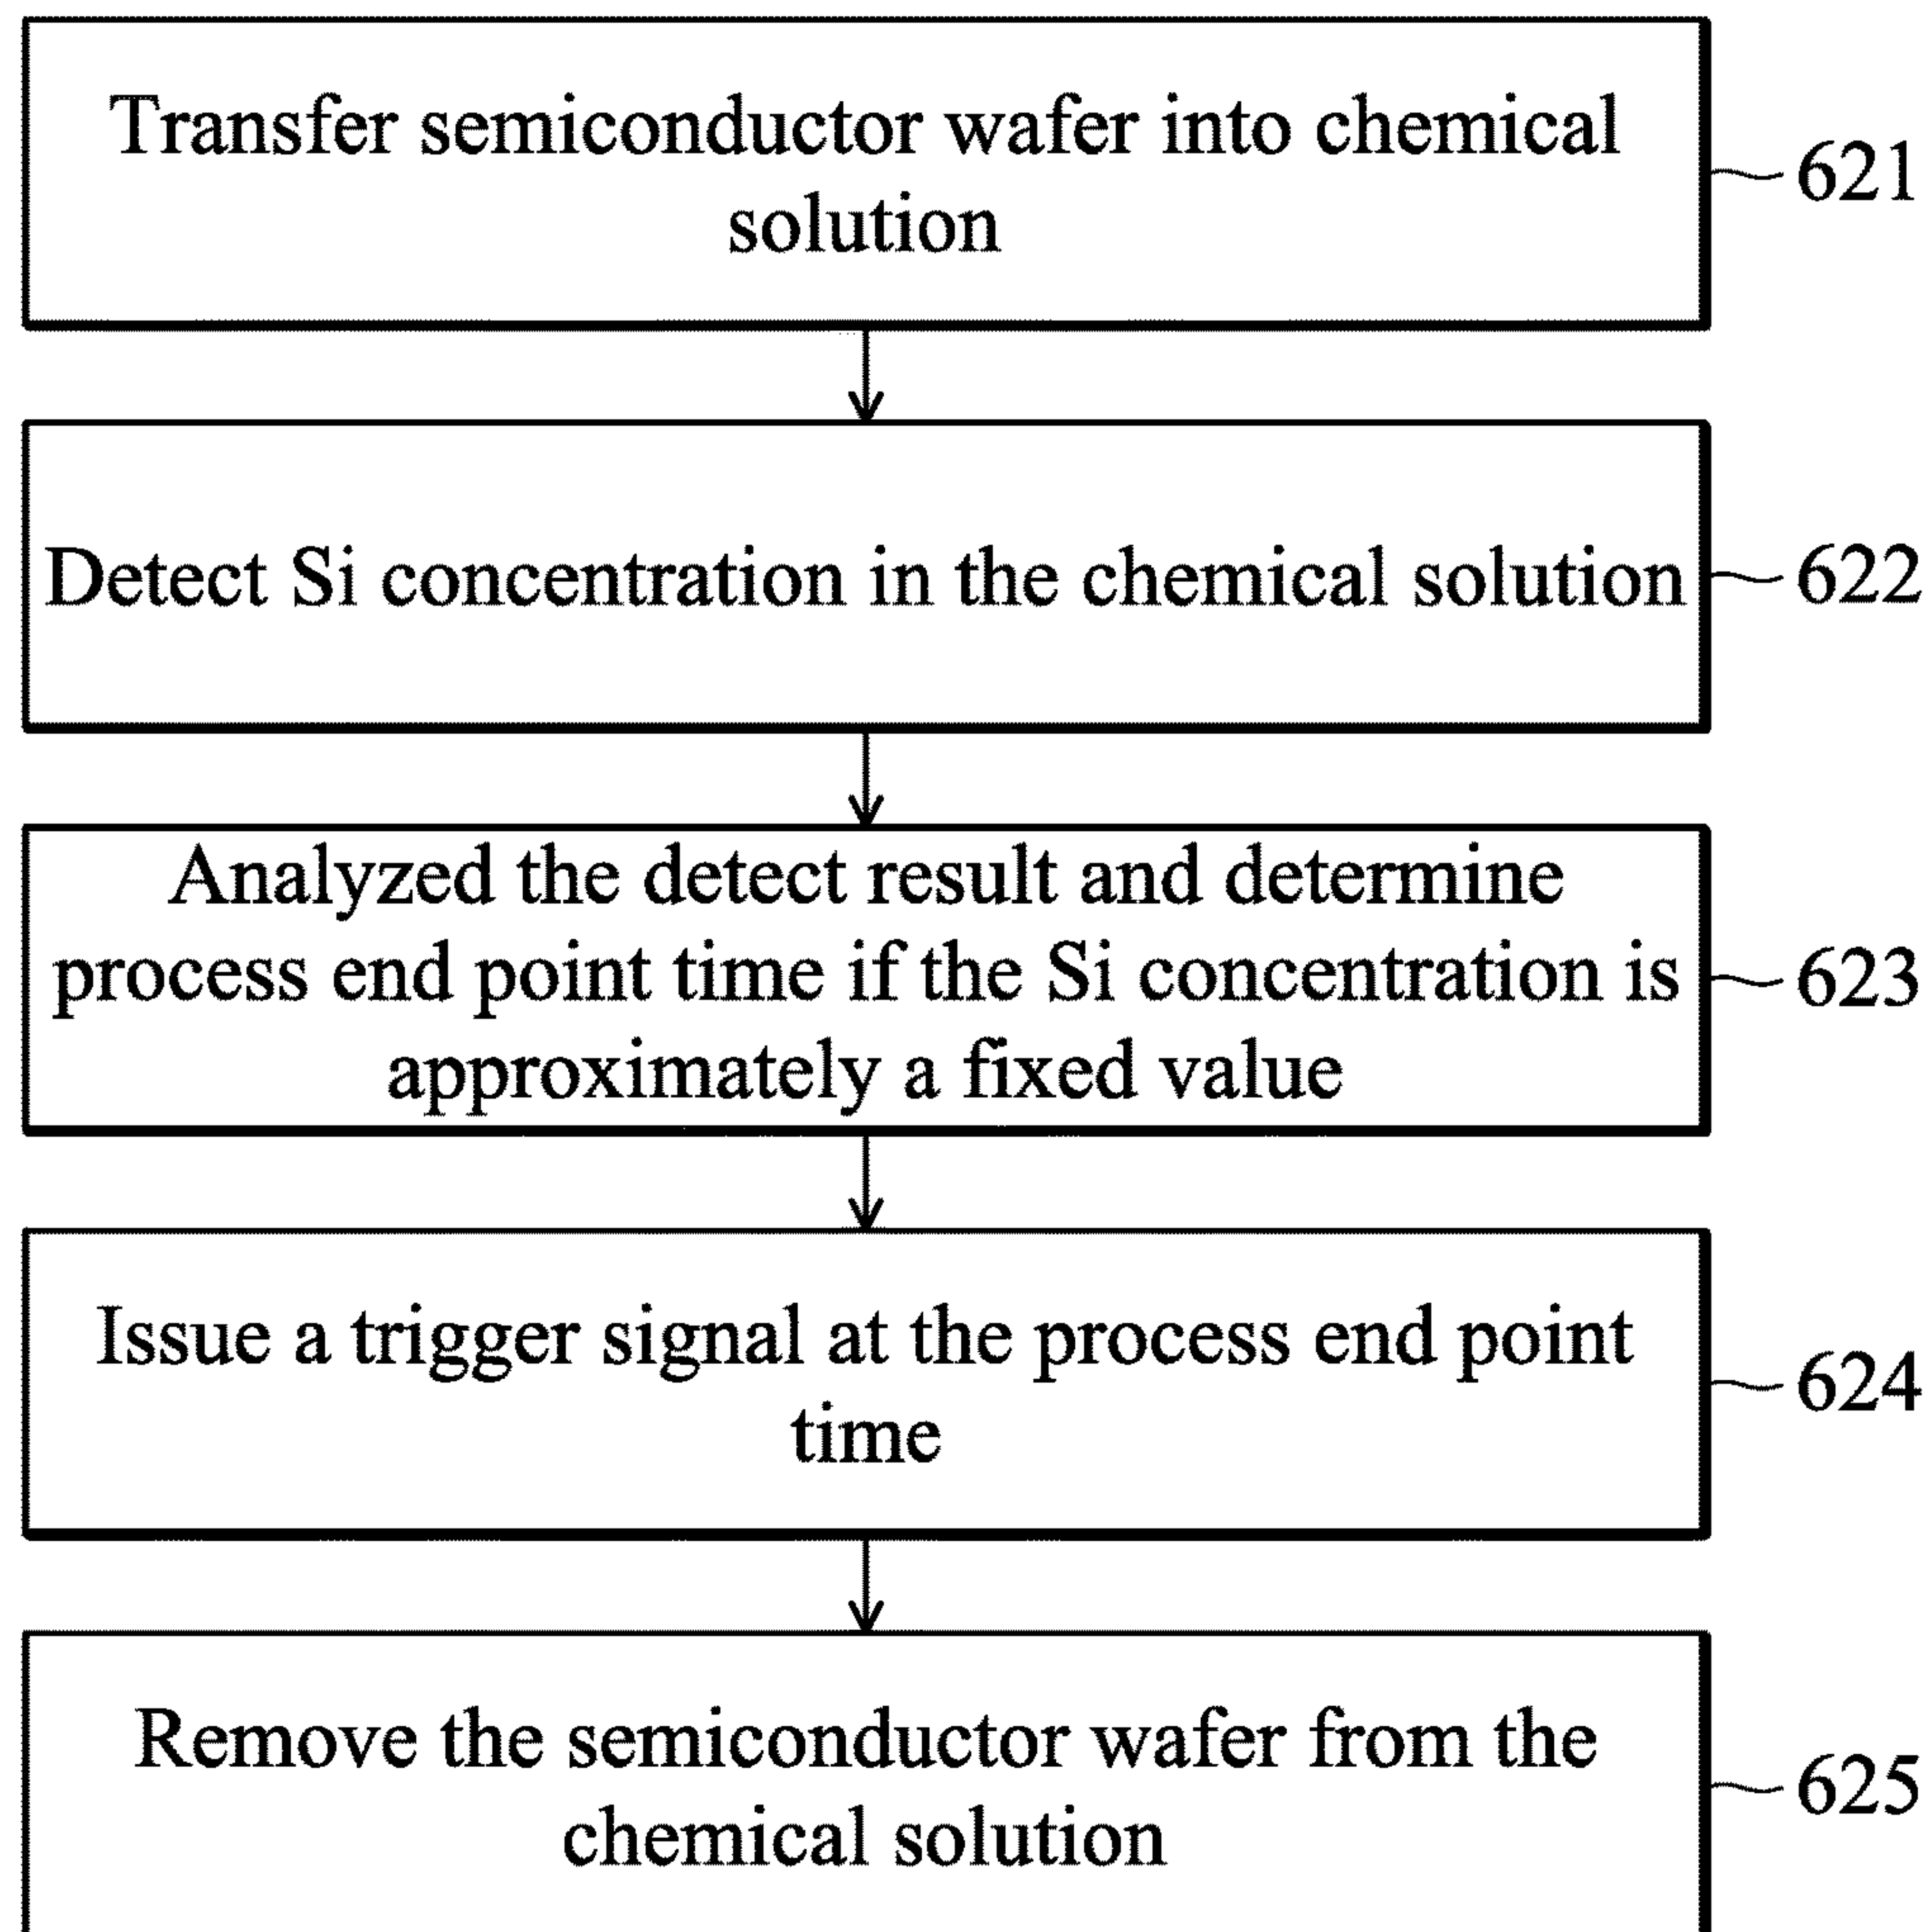 Transfer semiconductor wafer into chemical
solution
621
Detect Si concentration in the chemical solution
622
Analyzed the detect result and determine
process end point time if the Si concentration is
approximately a fixed value
623
Issue a trigger signal at the process end point
time
624
Remove the semiconductor wafer from the
chemical solution
625